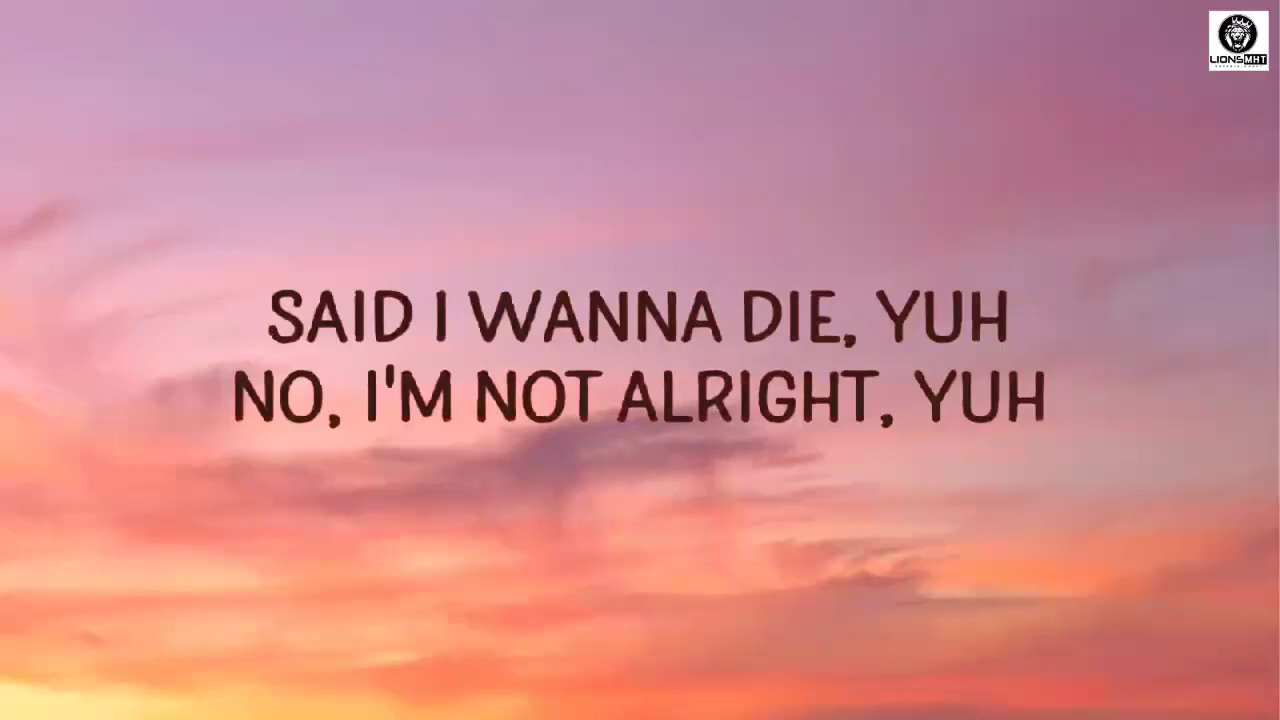 LIONSMHT
SAID I WANNA DIE, YUH
NO, I'M NOT ALRIGHT, YUH